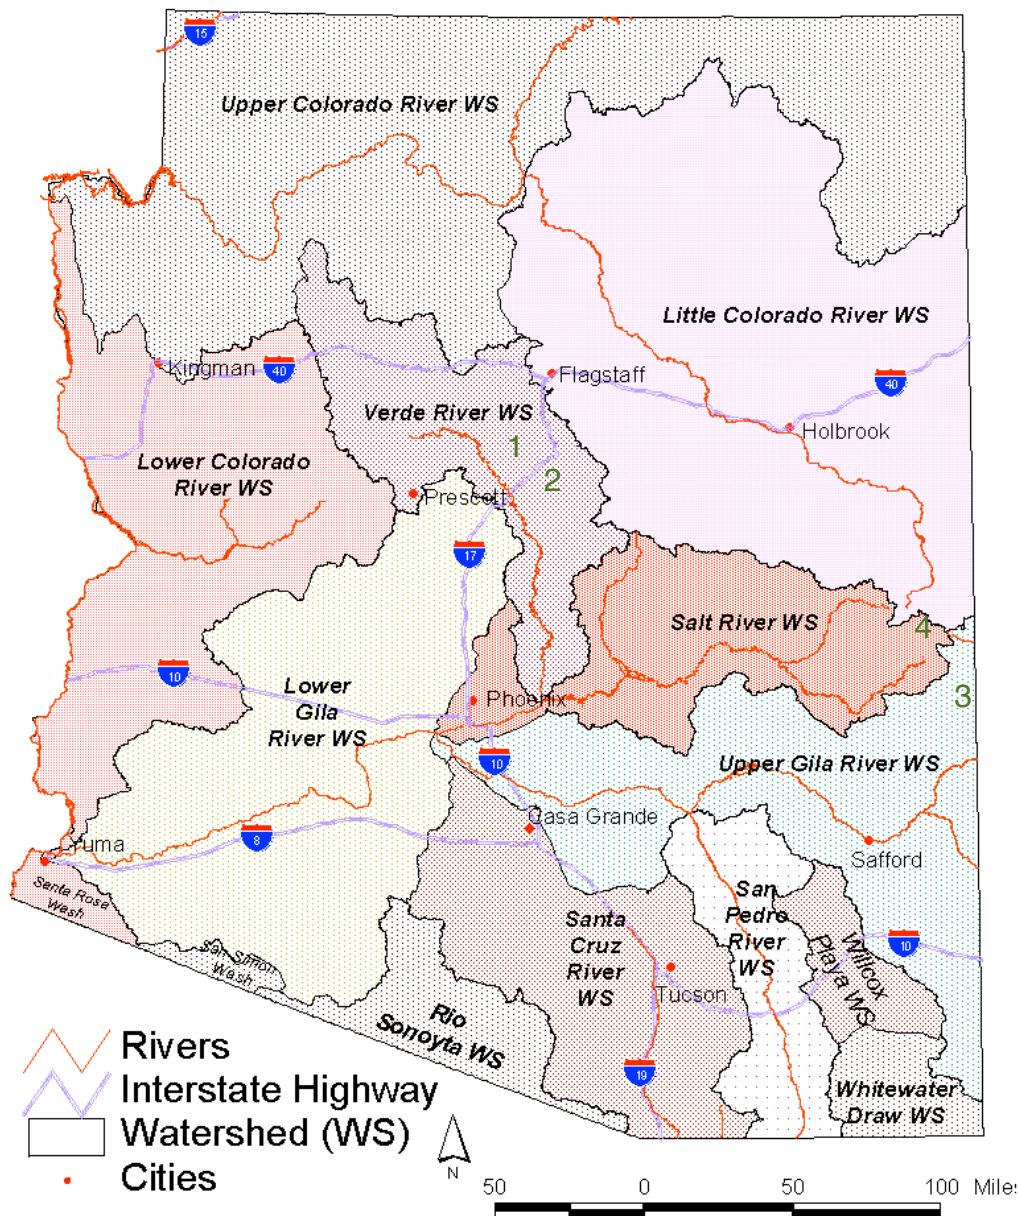 15
Upper Colorado River WS
Little Colorado River WS
Kingman
40
Flagstaff
40
Verde River WS
1
Holbrook
Lower Colorado
River WS
2
Prescott
17
Salt River WS
4
10
Lower
Gila
River WS
Phoenix
3
10
Upper Gila River WS
Casa Grande
8
Yuma
Safford
Santa Rosa
Wash
San
Pedro
River
WS
Santa
Cruz
River
WS
Willcox
Playa WS
10
San Simon
Wash
Tucson
Rio
Sonoyta WS
19
Whitewater
Draw WS
Rivers
Interstate Highway
Watershed (WS)
Cities
N
50 0 50 100 Miles